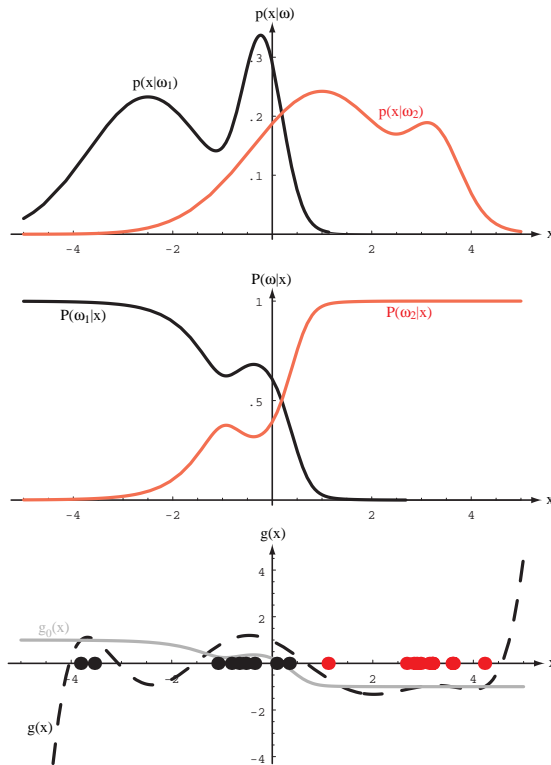 p(x|ω)
.3
p(x|ω₁)
p(x|ω₂)
.2
.1
-4 -2 2 4 x
P(ω|x)
1
P(ω₁|x) P(ω₂|x)
.5
-4 -2 2 4 x
g(x)
4
2
g₀(x)
-4 -2 2 4 x
-2
g(x)
-4